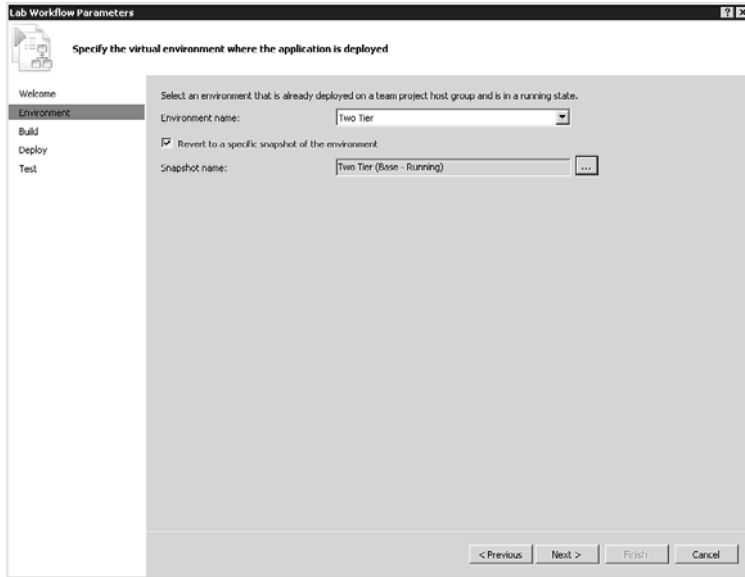 Lab Workflow Parameters
Specify the virtual environment where the application is deployed
Welcome
Environment
Build
Deploy
Test
Select an environment that is already deployed on a team project host group and is in a running state.
Environment name:
Two Tier
Revert to a specific snapshot of the environment
Snapshot name:
Two Tier (Base - Running)
...
< Previous
Next >
Finish
Cancel